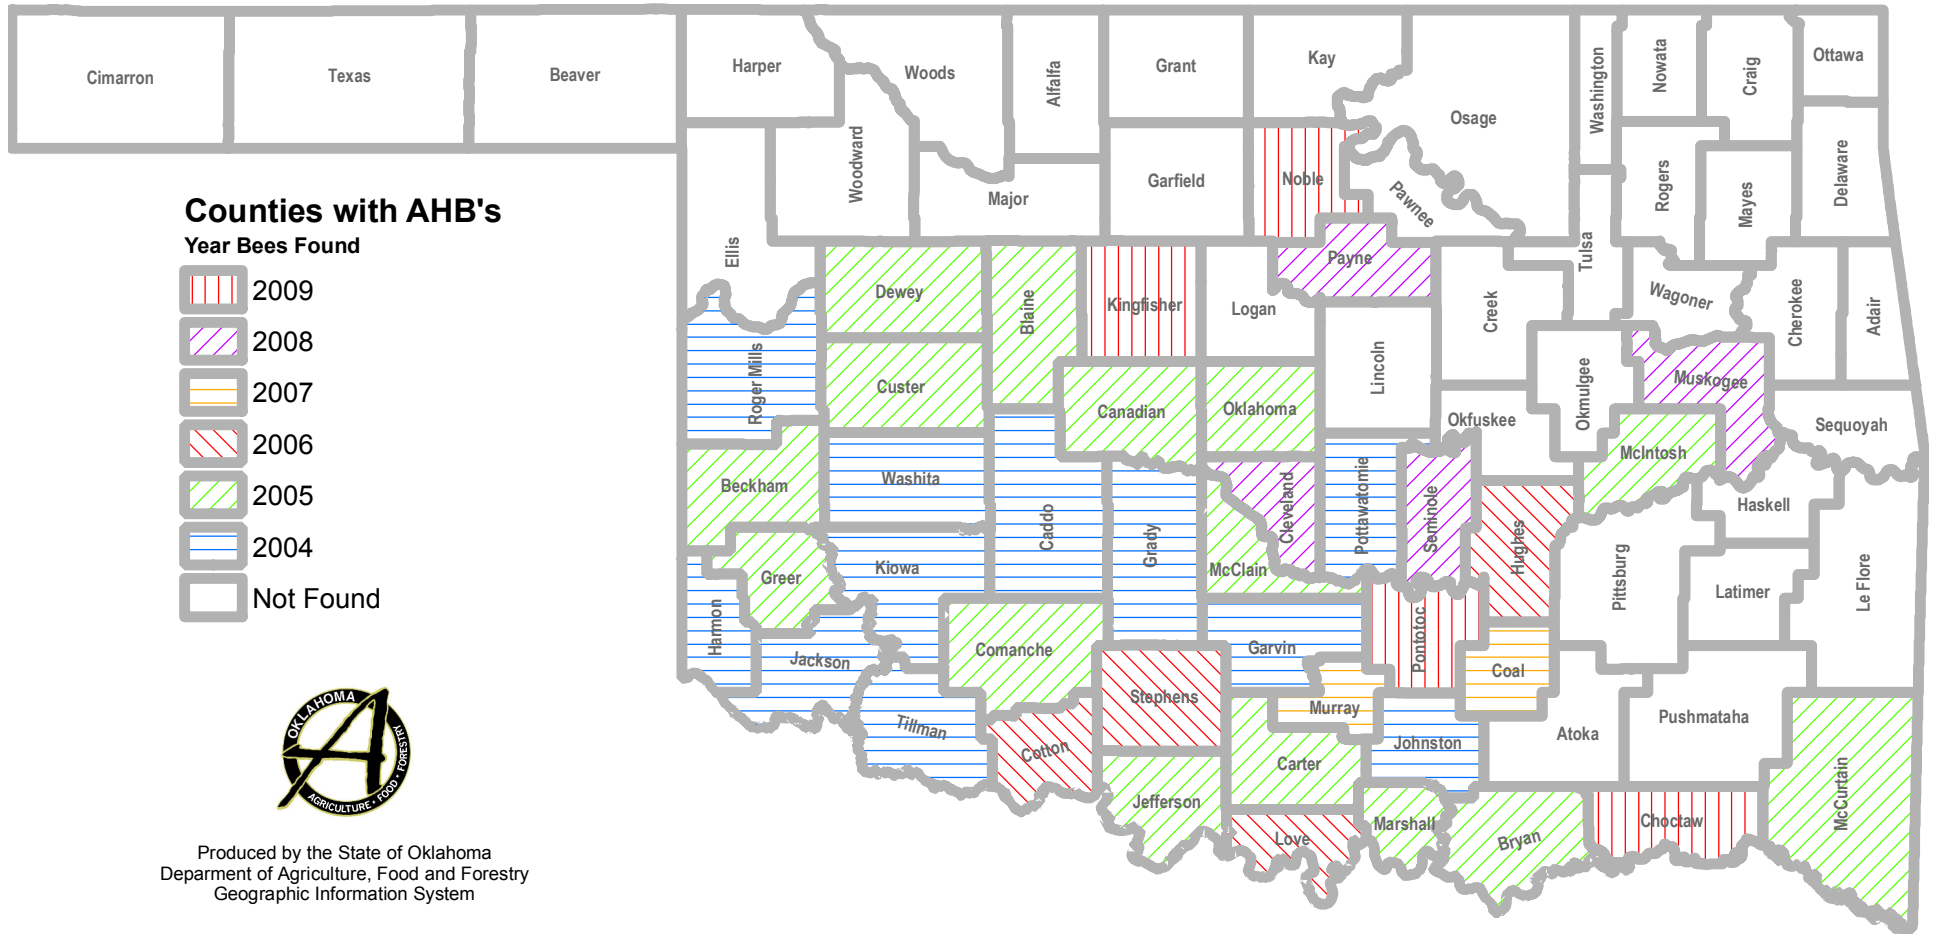 Cimarron
Texas
Beaver
Harper
Woods
Alfalfa
Grant
Kay
Osage
Washington
Nowata
Craig
Ottawa
Woodward
Major
Garfield
Noble
Pawnee
Rogers
Mayes
Delaware
Counties with AHB's
Year Bees Found
2009
2008
2007
2006
2005
2004
Not Found
Ellis
Dewey
Blaine
Kingfisher
Logan
Payne
Creek
Tulsa
Wagoner
Cherokee
Adair
Roger Mills
Custer
Canadian
Oklahoma
Lincoln
Okfuskee
Okmulgee
Muskogee
McIntosh
Sequoyah
Beckham
Washita
Caddo
Grady
McClain
Cleveland
Pottawatomie
Seminole
Hughes
Pittsburg
Haskell
Latimer
Le Flore
Harmon
Greer
Kiowa
Jackson
Comanche
Stephens
Garvin
Pontotoc
Coal
Murray
Johnston
Atoka
Pushmataha
McCurtain
Tillman
Cotton
Jefferson
Carter
Love
Marshall
Bryan
Choctaw
OKLAHOMA
AGRICULTURE • FOOD • FORESTRY
Produced by the State of Oklahoma
Deparment of Agriculture, Food and Forestry
Geographic Information System